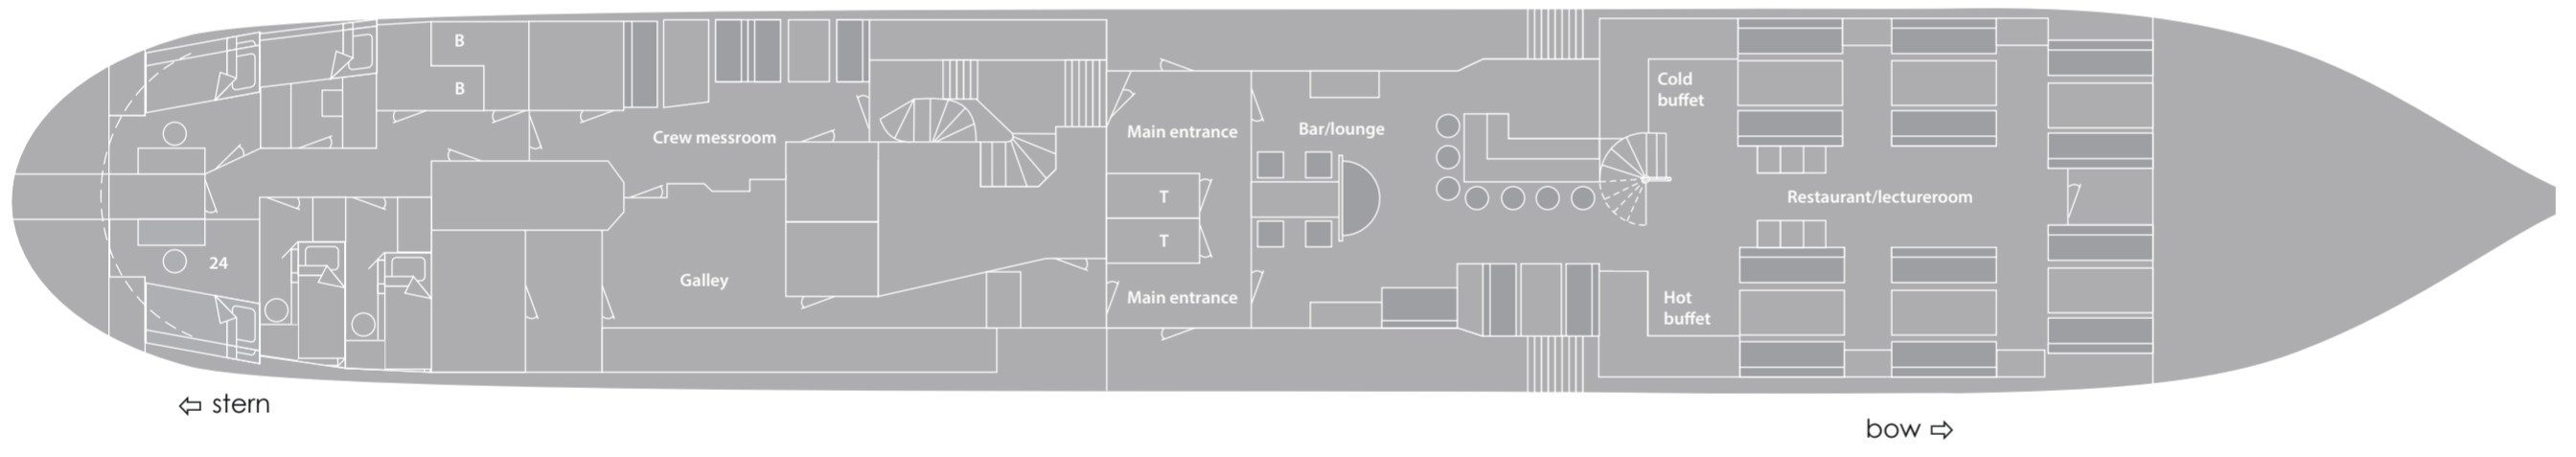 B
B
24
Crew messroom
Galley
Main entrance
T
T
Main entrance
Bar/lounge
Cold
buffet
Hot
buffet
Restaurant/lectureroom
⇦ stern
bow ⇨